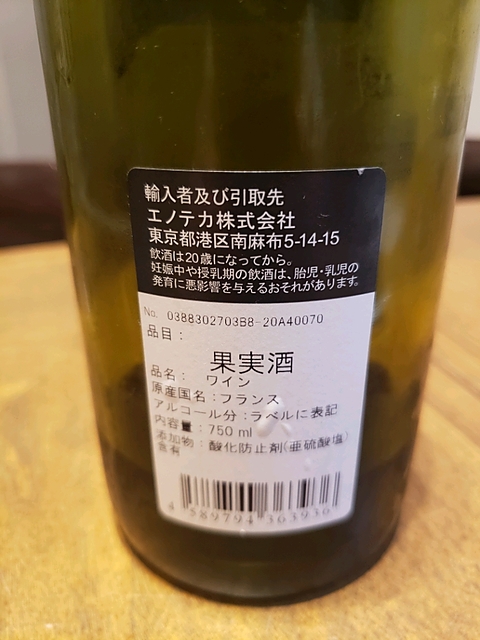 輸入者及び引取先
エノテカ株式会社
東京都港区南麻布5-14-15
飲酒は20歳になってから。
妊娠中や授乳期の飲酒は、胎児・乳児の
発育に悪影響を与えるおそれがあります。
No. 0388302703B8-20A40070
品目：
果実酒
品名： ワイン
原産国名：フランス
アルコール分：ラベルに表記
内容量：750 ml
添加物：酸化防止剤(亜硫酸塩)
含有
4 589794 363936